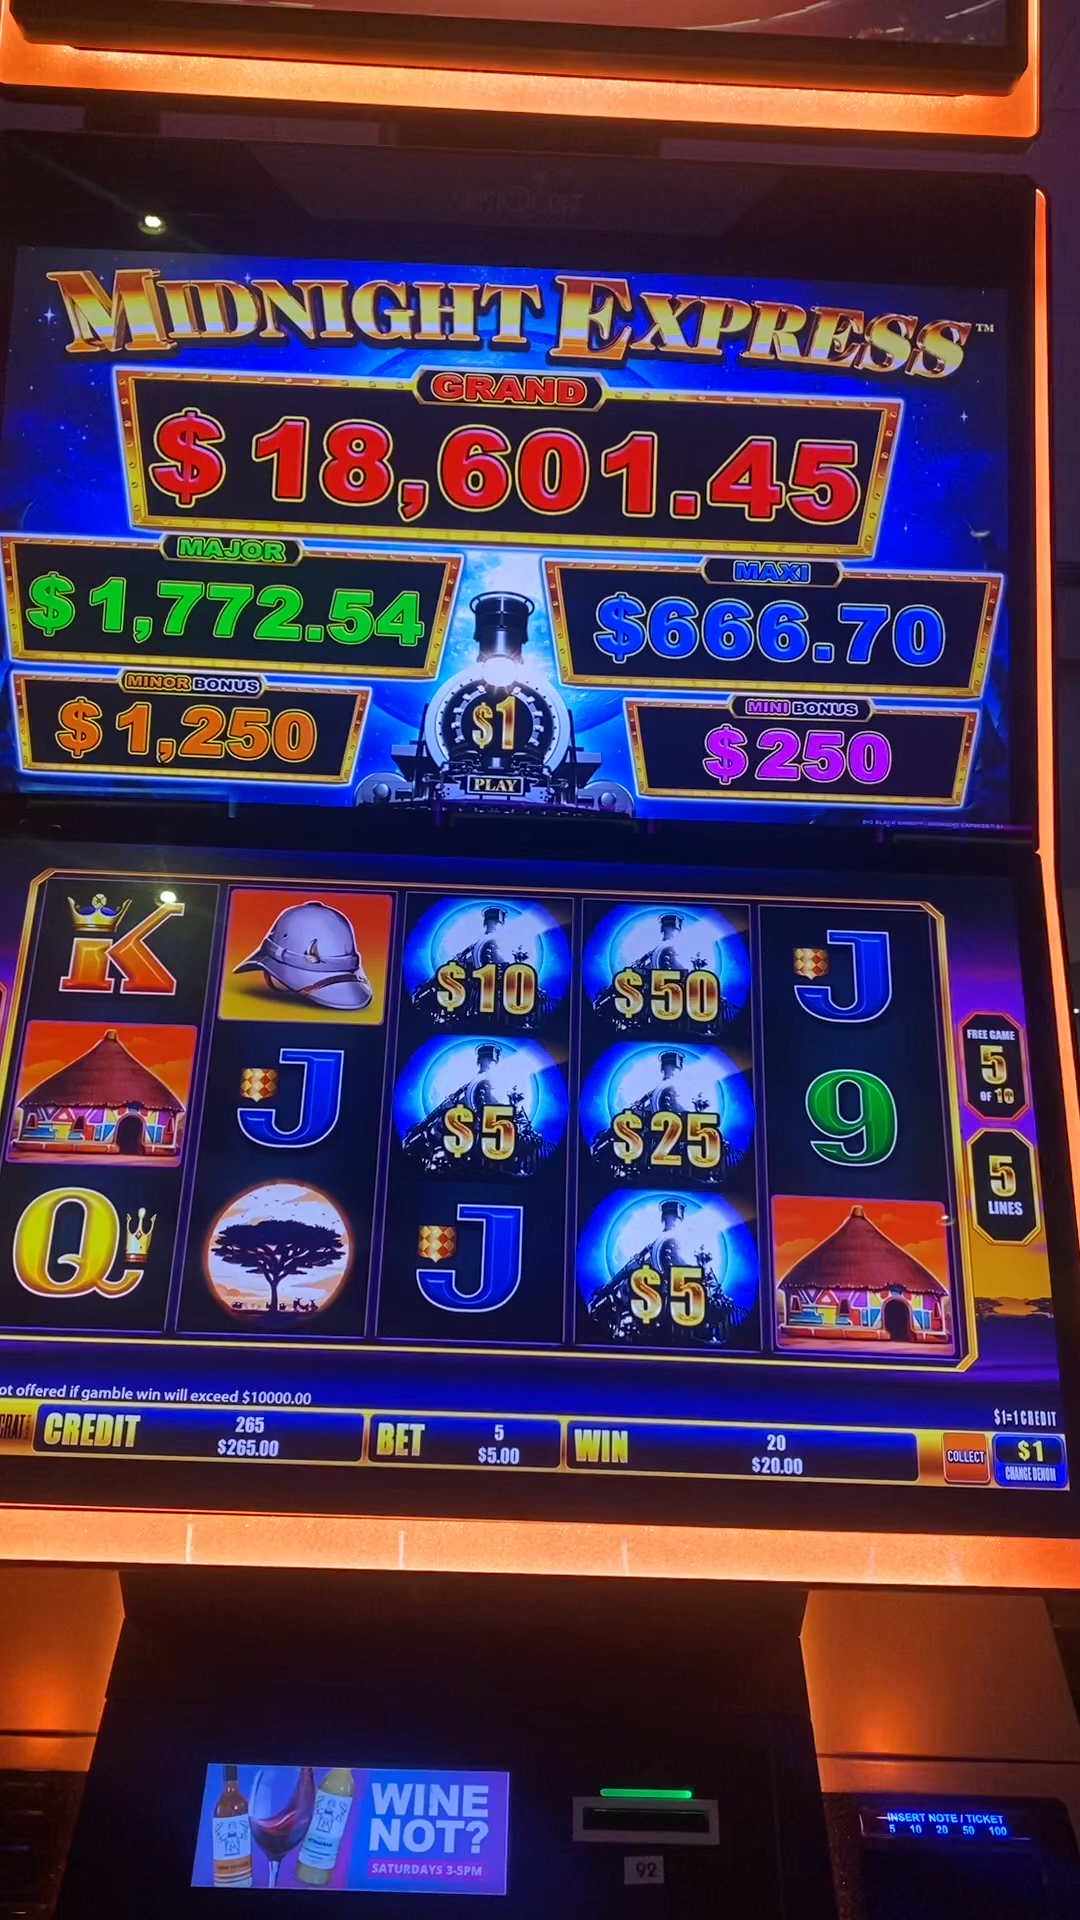 MIDNIGHT EXPRESS™
GRAND
$18,601.45
MAJOR
$1,772.54
MAXI
$666.70
MINOR BONUS
$1,250
$1
PLAY
MINI BONUS
$250
K
$10
$50
J
FREE GAME
5
OF 10
J
$5
$25
9
5
LINES
Q
J
$5
ot offered if gamble win will exceed $10000.00
$1=1 CREDIT
CREDIT
265
$265.00
BET
5
$5.00
WIN
20
$20.00
COLLECT
$1
CHANGE DENOM
WINE
NOT?
SATURDAYS 3-5PM
92
INSERT NOTE / TICKET
5 10 20 50 100